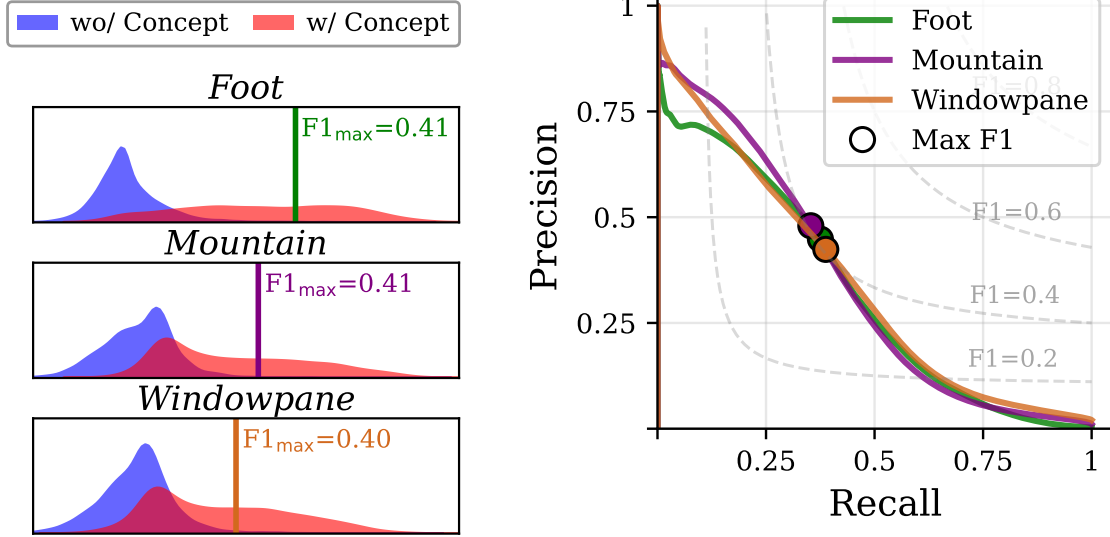 wo/ Concept w/ Concept
Foot
F1max=0.41
Mountain
F1max=0.41
Windowpane
F1max=0.40
Precision
1
0.75
0.5
0.25
0.25 0.5 0.75 1
Recall
Foot
Mountain
Windowpane
Max F1
F1=0.8
F1=0.6
F1=0.4
F1=0.2